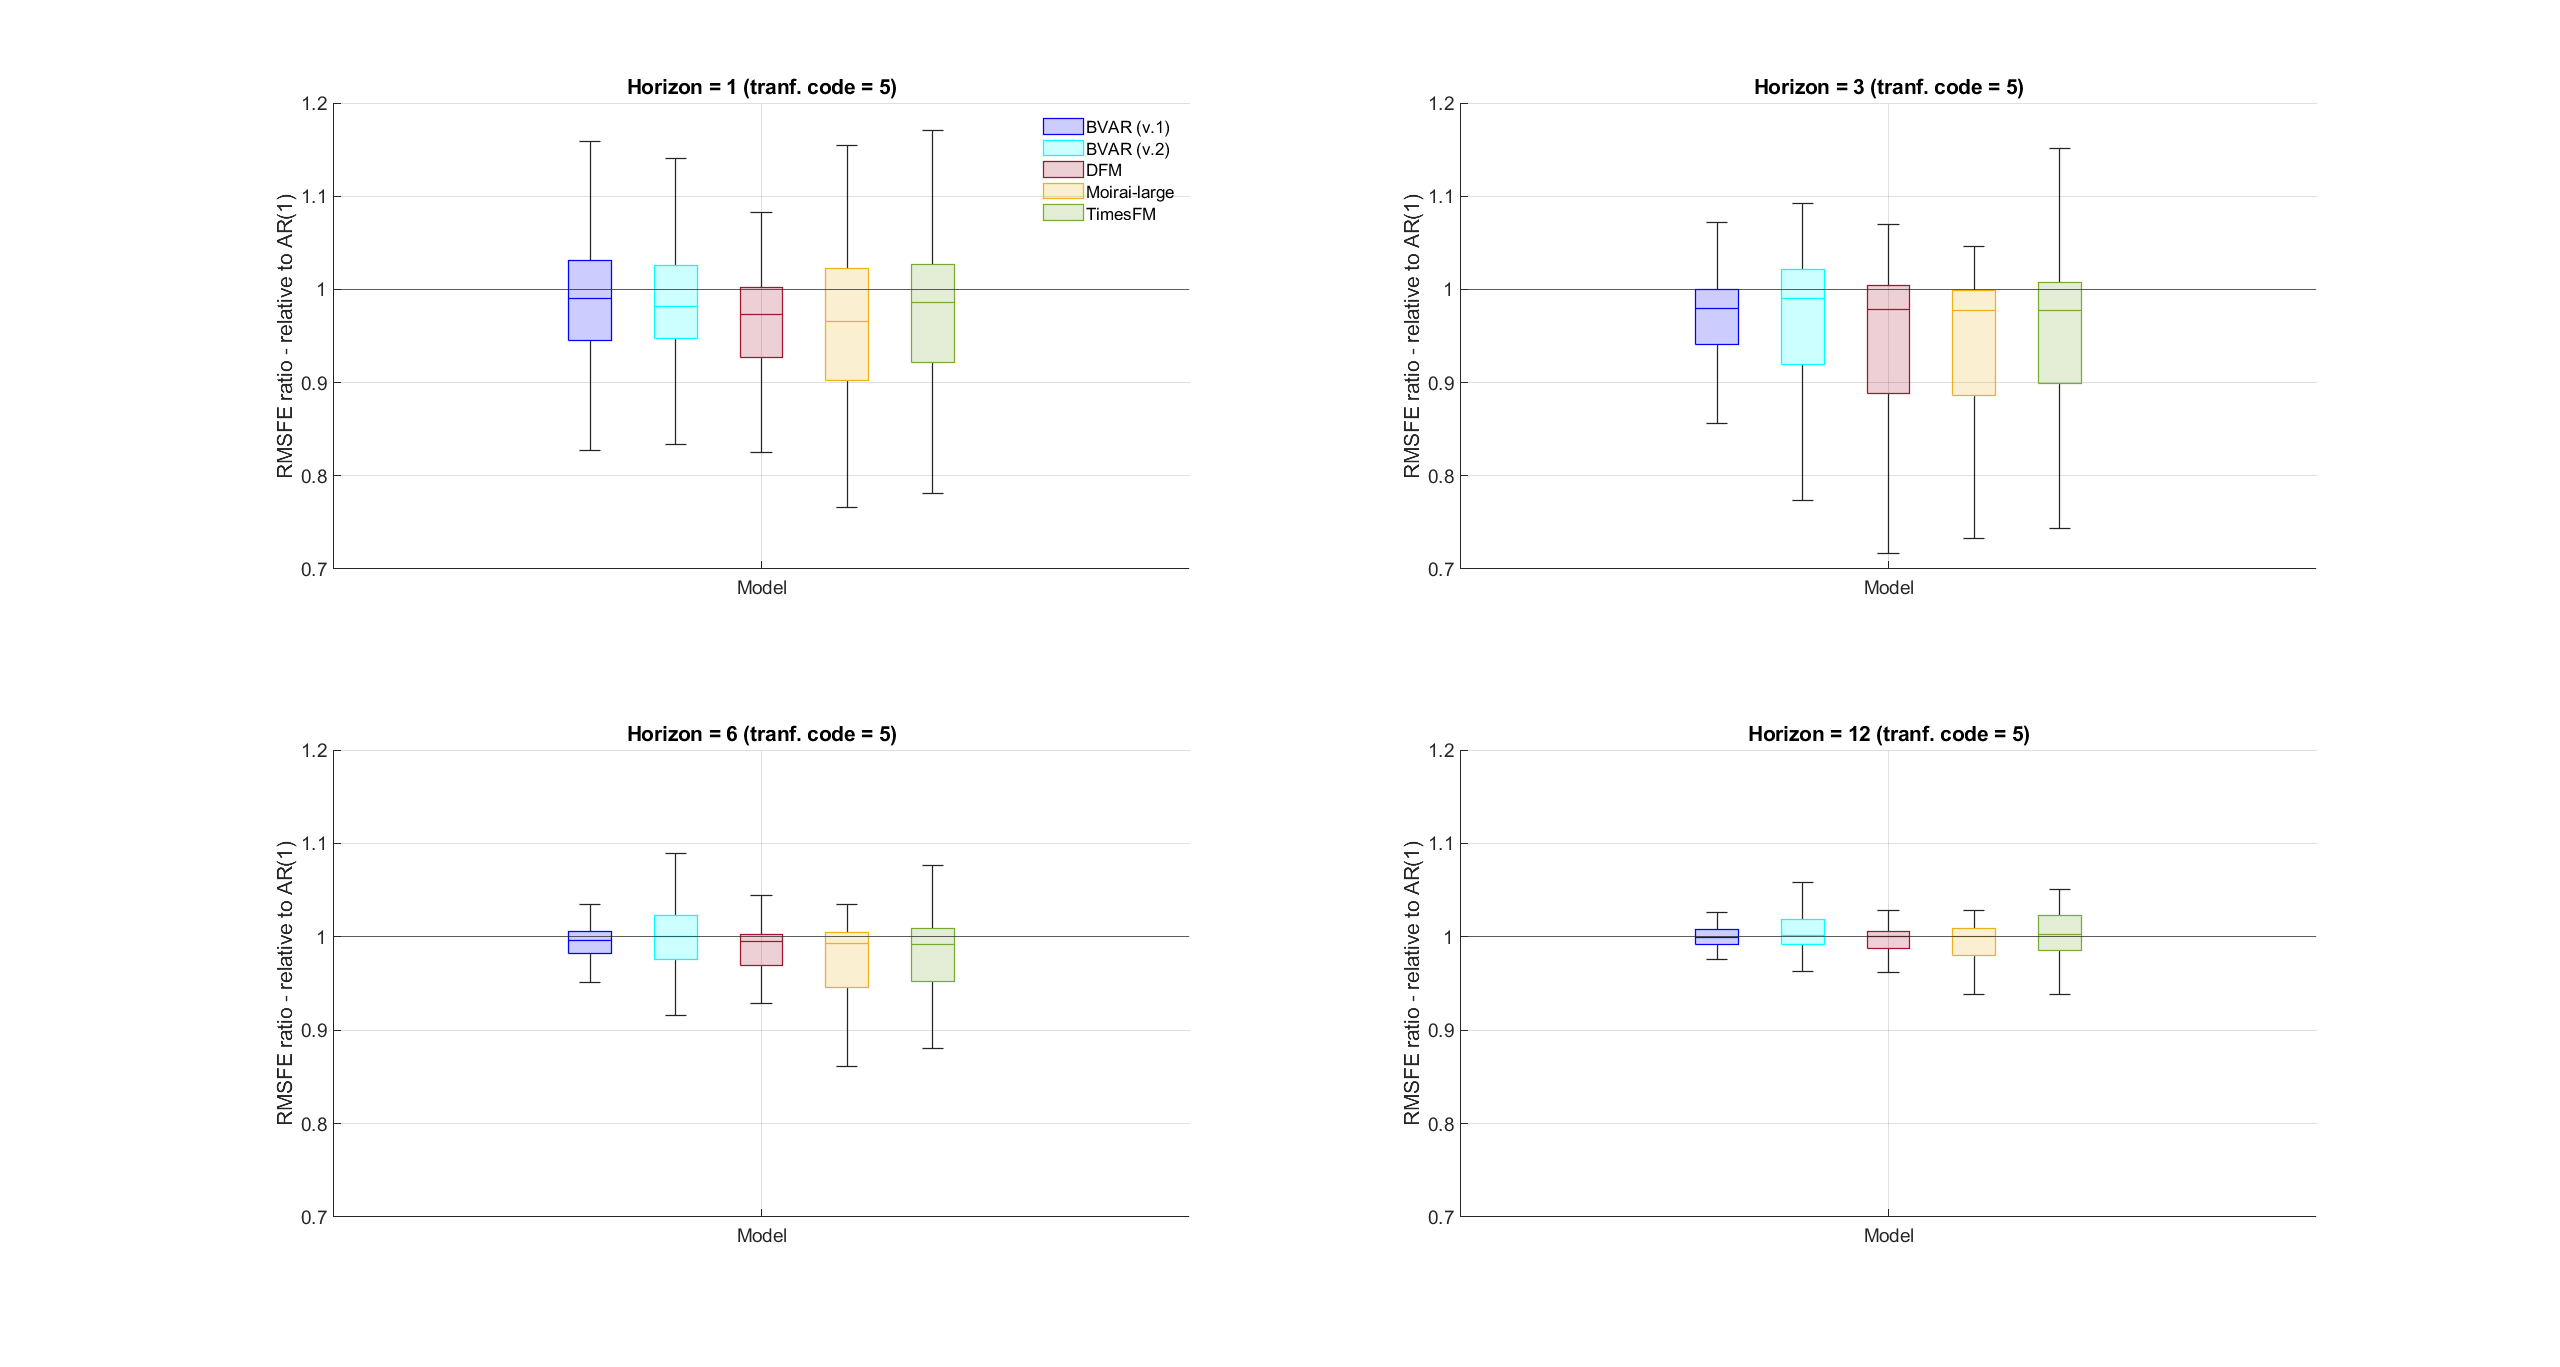 Horizon = 1 (tranf. code = 5)
RMSFE ratio - relative to AR(1)
1.2
1.1
1
0.9
0.8
0.7
BVAR (v.1)
BVAR (v.2)
DFM
Moirai-large
TimesFM
Model
Horizon = 3 (tranf. code = 5)
RMSFE ratio - relative to AR(1)
1.2
1.1
1
0.9
0.8
0.7
Model
Horizon = 6 (tranf. code = 5)
RMSFE ratio - relative to AR(1)
1.2
1.1
1
0.9
0.8
0.7
Model
Horizon = 12 (tranf. code = 5)
RMSFE ratio - relative to AR(1)
1.2
1.1
1
0.9
0.8
0.7
Model